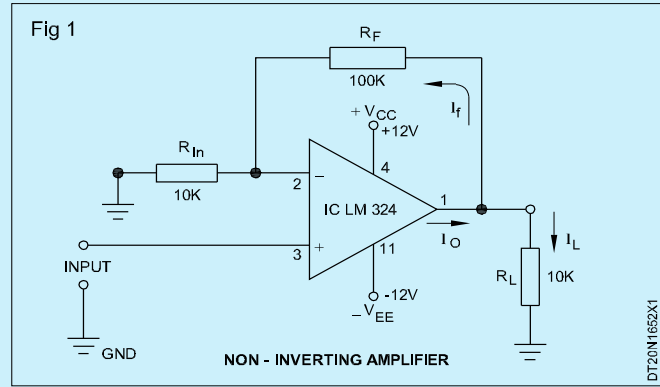 Fig 1
RF
100K
If
+ VCC
+12V
4
RIn
10K
2
−
IC LM 324
1
IO
IL
+
3
11
INPUT
RL
10K
-12V
− VEE
GND
NON - INVERTING AMPLIFIER
DT20N1652X1